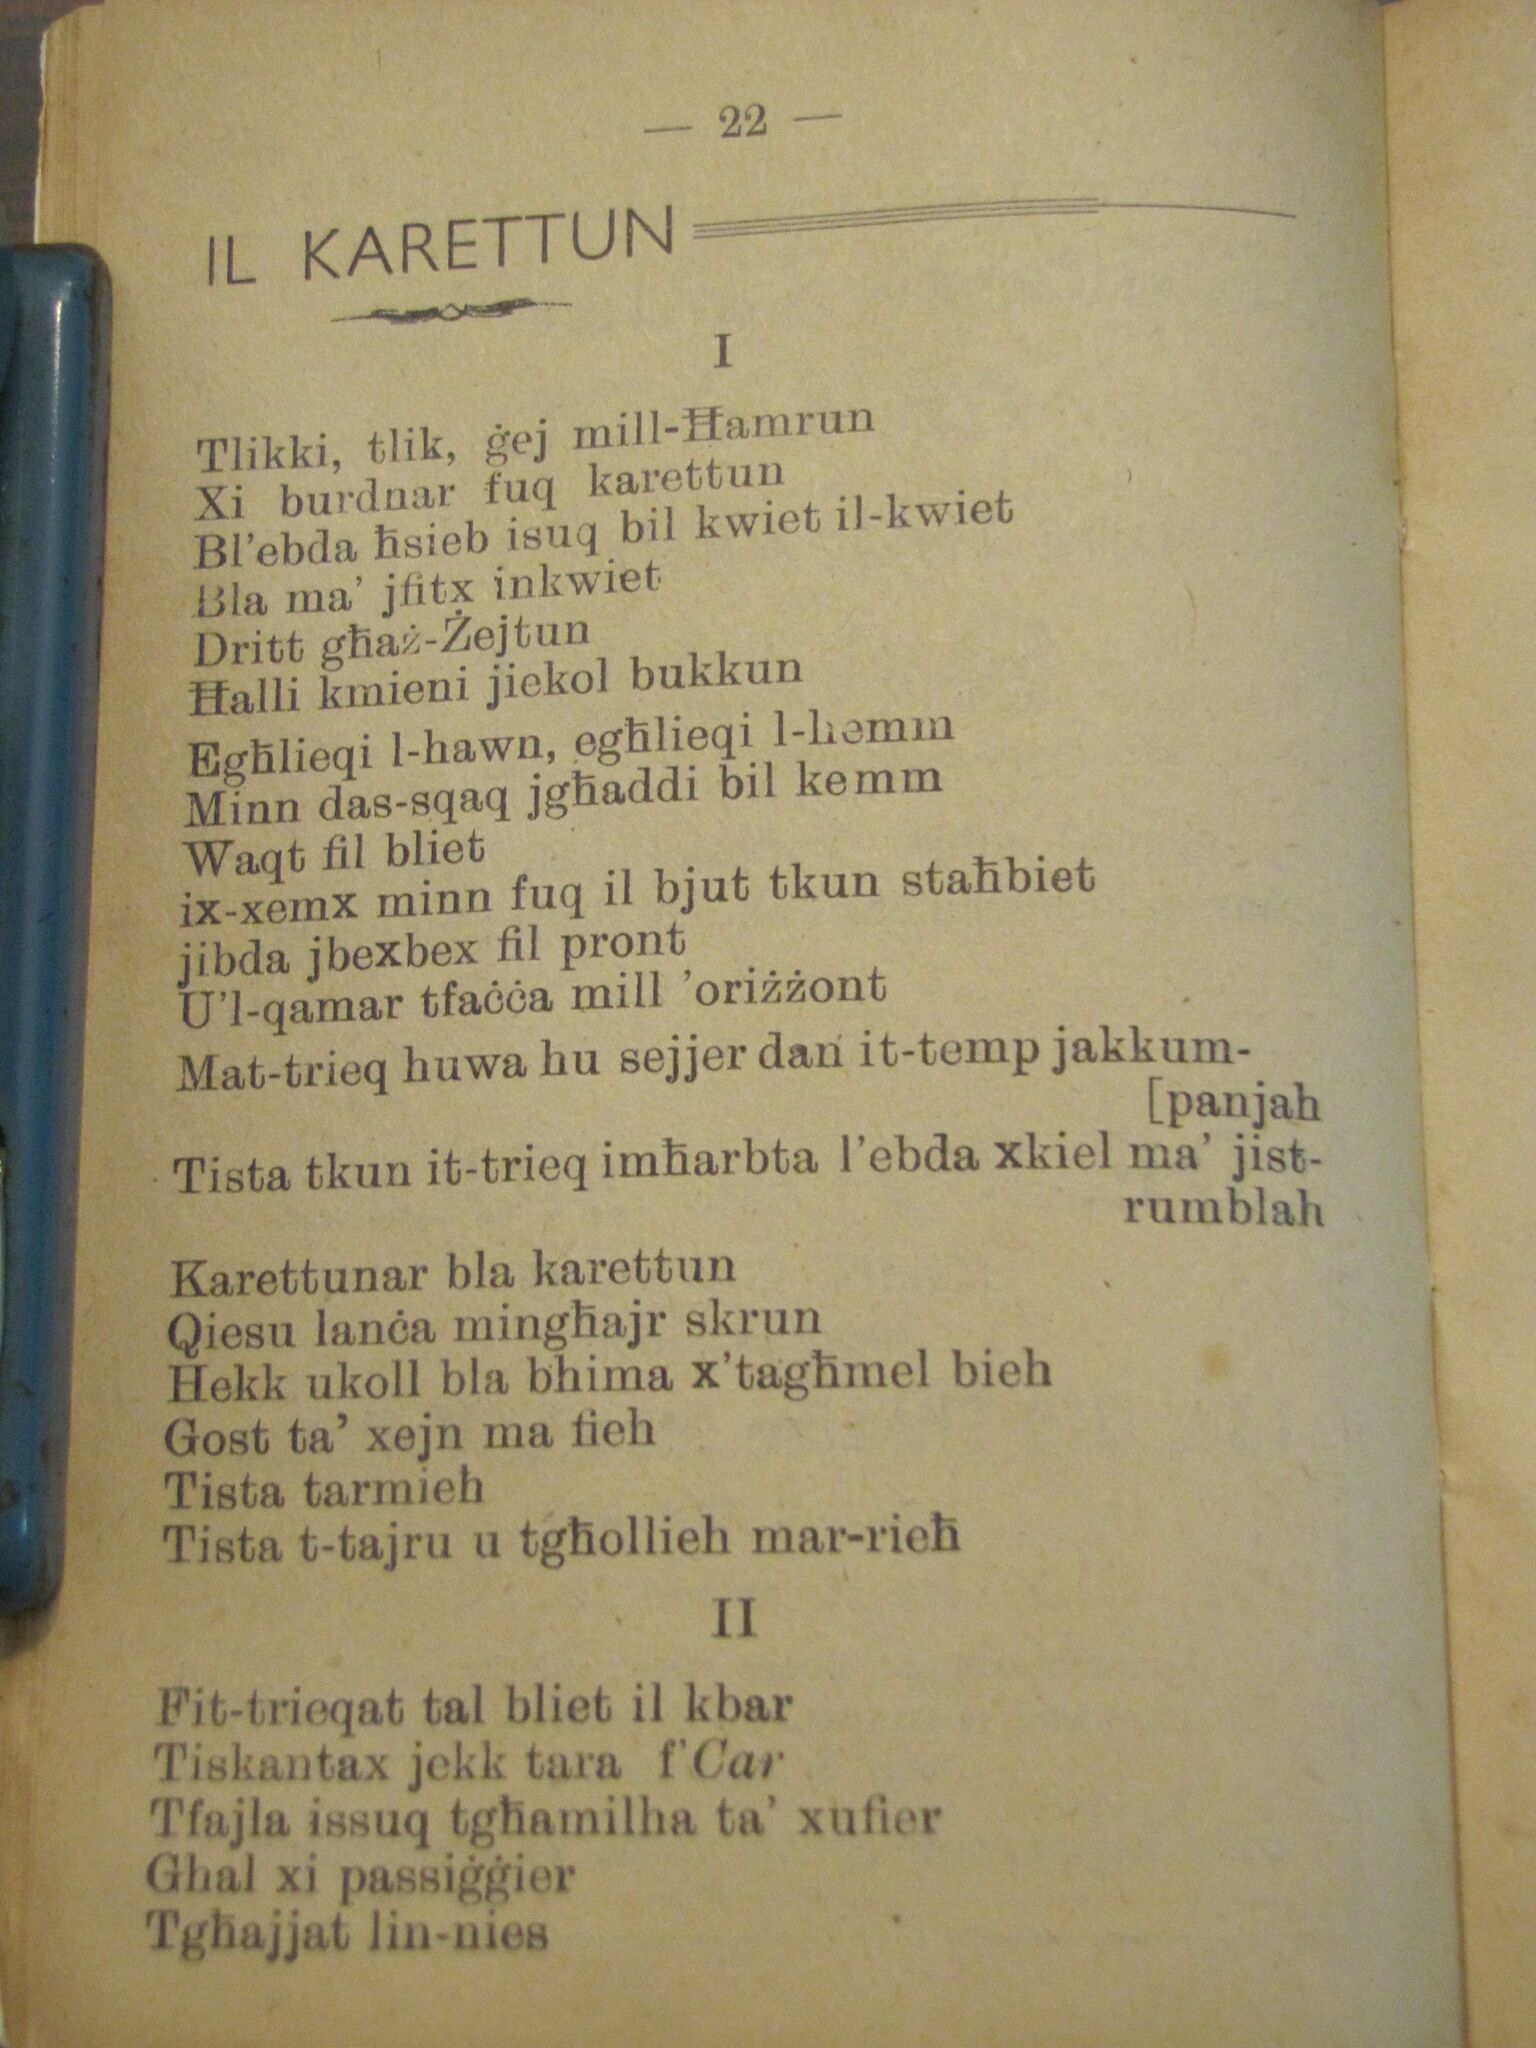 — 22 —
IL KARETTUN
I
Tlikki, tlik, ġej mill-Ħamrun
Xi burdnar fuq karettun
Bl'ebda ħsieb isuq bil kwiet il-kwiet
Bla ma' jfitx inkwiet
Dritt għaż-Żejtun
Ħalli kmieni jiekol bukkun
Egħlieqi l-hawn, egħlieqi l-hemm
Minn das-sqaq jgħaddi bil kemm
Waqt fil bliet
ix-xemx minn fuq il bjut tkun staħbiet
jibda jbexbex fil pront
U'l-qamar tfaċċa mill 'oriżżont
Mat-trieq huwa hu sejjer dan it-temp jakkum-
[panjah
Tista tkun it-trieq imħarbta l'ebda xkiel ma' jist-
rumblah
Karettunar bla karettun
Qiesu lanċa mingħajr skrun
Hekk ukoll bla bhima x'tagħmel bieh
Gost ta' xejn ma fieh
Tista tarmieh
Tista t-tajru u tgħollieh mar-rieħ
II
Fit-trieqat tal bliet il kbar
Tiskantax jekk tara f'Car
Tfajla issuq tgħamilha ta' xufier
Ghal xi passiġġier
Tgħajjat lin-nies